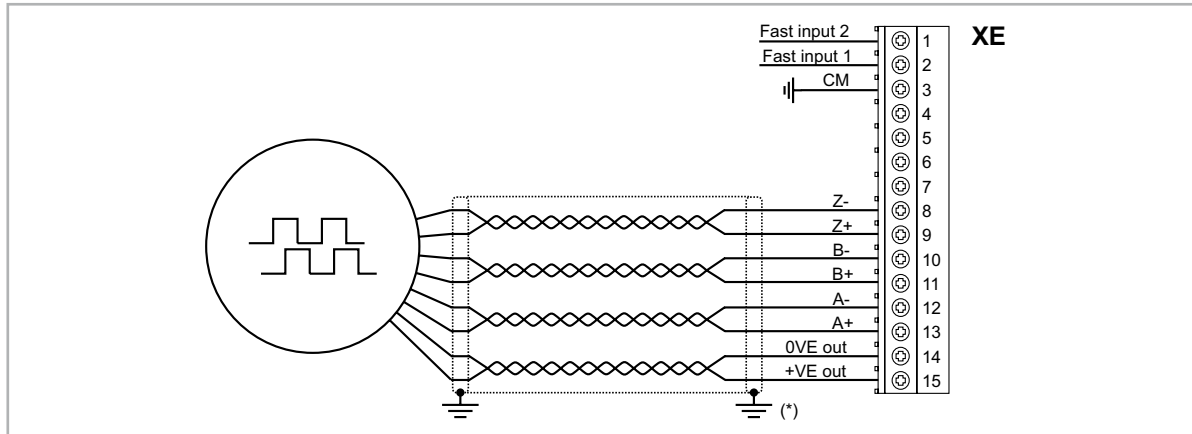 Fast input 2
1
XE
Fast input 1
2
CM
3
4
5
6
7
Z-
8
Z+
9
B-
10
B+
11
A-
12
A+
13
0VE out
14
+VE out
15
(*)